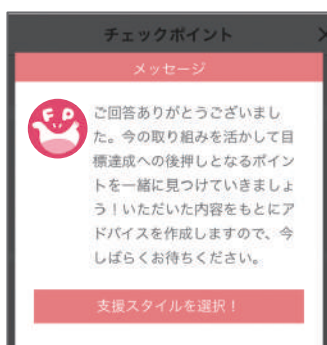 チェックポイント
メッセージ
FD
ご回答ありがとうございまし
た。今の取り組みを活かして目
標達成への後押しとなるポイン
トを一緒に見つけていきましょ
う！いただいた内容をもとにア
ドバイスを作成しますので、今
しばらくお待ちください。
支援スタイルを選択！